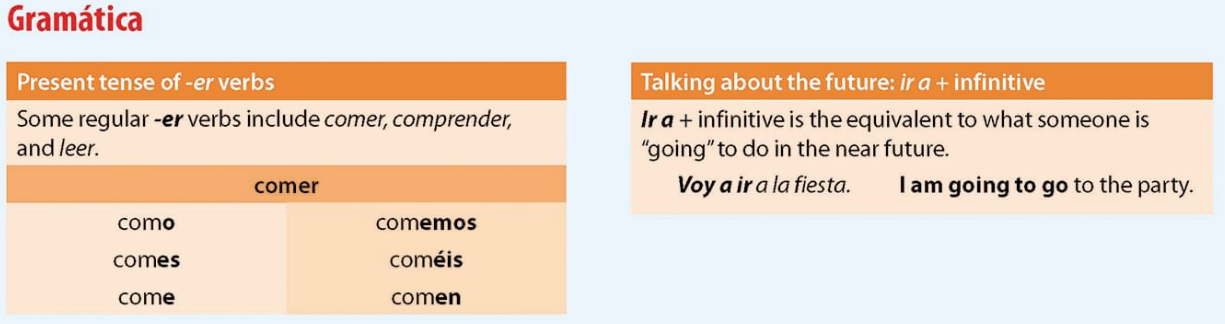 Gramática
Present tense of -er verbs
Some regular -er verbs include comer, comprender,
and leer.
comer
como comemos
comes coméis
come comen
Talking about the future: ir a + infinitive
Ir a + infinitive is the equivalent to what someone is
“going” to do in the near future.
Voy a ir a la fiesta. I am going to go to the party.